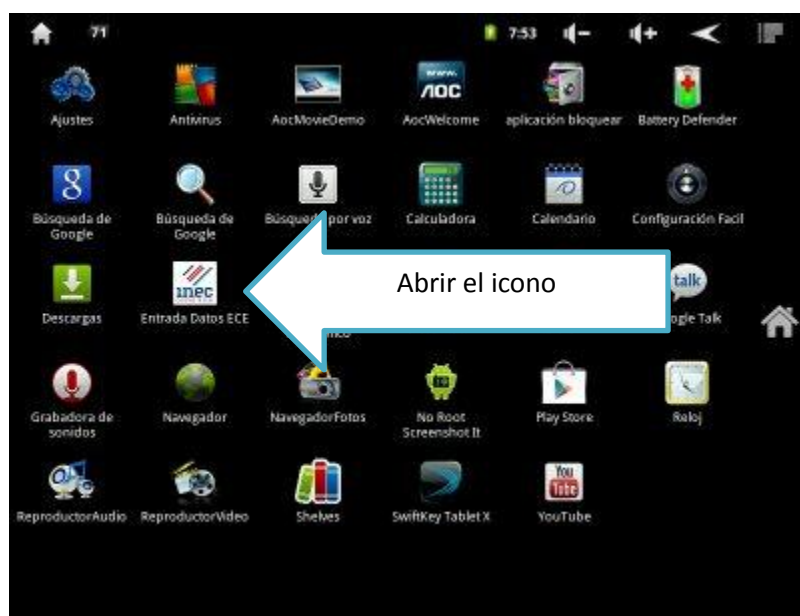 71
7:53
www.
AOC
Ajustes
Antivirus
AocMovieDemo
AocWelcome
aplicación bloquear
Battery Defender
8
Búsqueda de
Google
Búsqueda de
Google
Búsqueda por voz
Calculadora
Calendario
Configuración Facil
inec
Abrir el icono
talk
Descargas
Entrada Datos ECE
Talk
Grabadora de
sonidos
Navegador
NavegadorFotos
No Root
Screenshot It
Play Store
Reloj
You
Tube
ReproductorAudio
ReproductorVideo
Shelves
SwiftKey Tablet X
YouTube